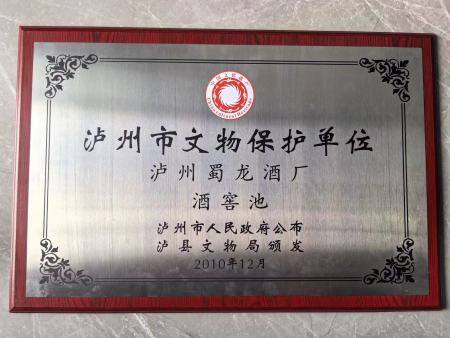 泸州市文物保护单位
泸州蜀龙酒厂
酒窖池
泸州市人民政府公布
泸县文物局颁发
2010年12月